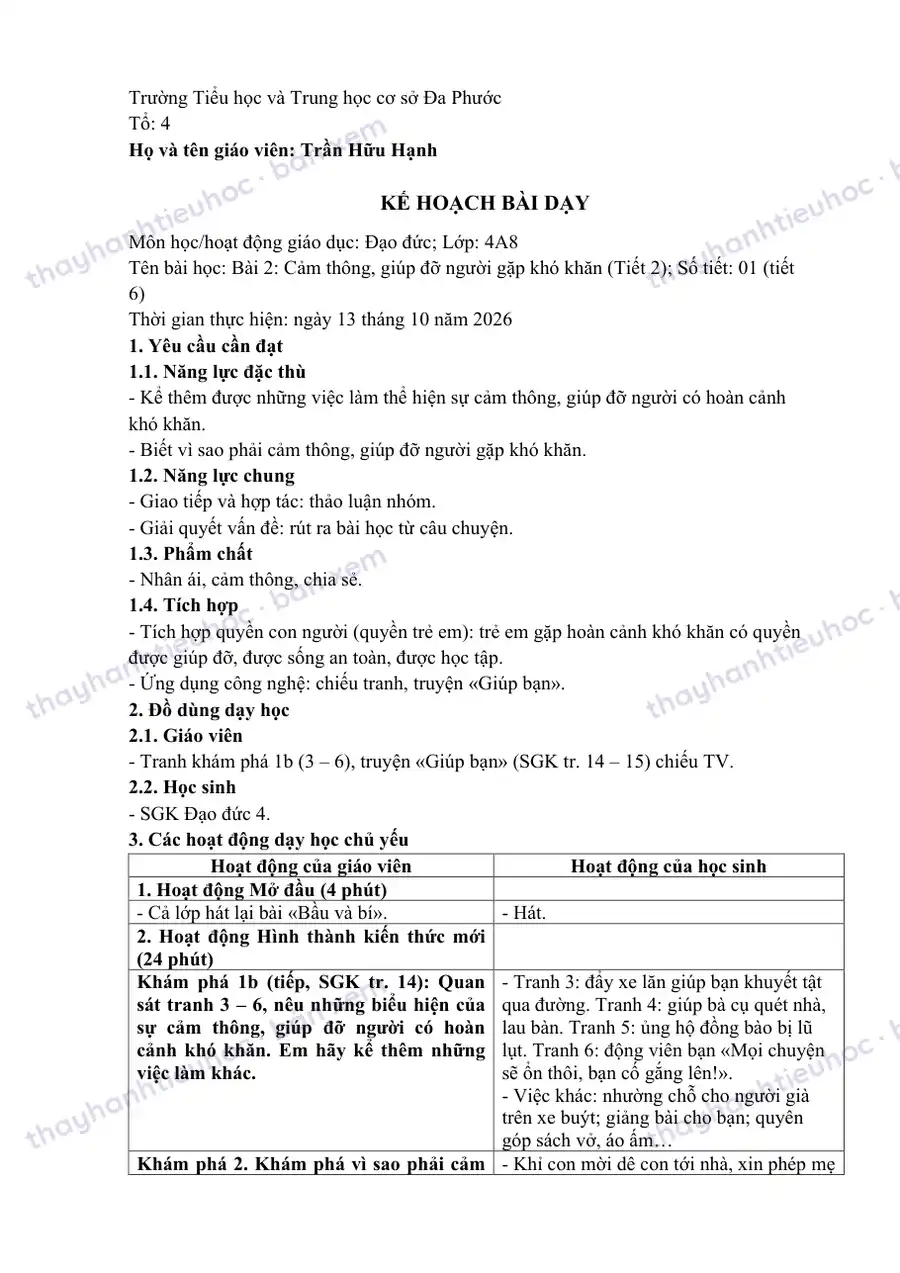 Trường Tiểu học và Trung học cơ sở Đa Phước
Tổ: 4
Họ và tên giáo viên: Trần Hữu Hạnh
KẾ HOẠCH BÀI DẠY
Môn học/hoạt động giáo dục: Đạo đức; Lớp: 4A8
Tên bài học: Bài 2: Cảm thông, giúp đỡ người gặp khó khăn (Tiết 2); Số tiết: 01 (tiết
6)
Thời gian thực hiện: ngày 13 tháng 10 năm 2026
1. Yêu cầu cần đạt
1.1. Năng lực đặc thù
- Kể thêm được những việc làm thể hiện sự cảm thông, giúp đỡ người có hoàn cảnh
khó khăn.
- Biết vì sao phải cảm thông, giúp đỡ người gặp khó khăn.
1.2. Năng lực chung
- Giao tiếp và hợp tác: thảo luận nhóm.
- Giải quyết vấn đề: rút ra bài học từ câu chuyện.
1.3. Phẩm chất
- Nhân ái, cảm thông, chia sẻ.
1.4. Tích hợp
- Tích hợp quyền con người (quyền trẻ em): trẻ em gặp hoàn cảnh khó khăn có quyền
được giúp đỡ, được sống an toàn, được học tập.
- Ứng dụng công nghệ: chiếu tranh, truyện «Giúp bạn».
2. Đồ dùng dạy học
2.1. Giáo viên
- Tranh khám phá 1b (3 – 6), truyện «Giúp bạn» (SGK tr. 14 – 15) chiếu TV.
2.2. Học sinh
- SGK Đạo đức 4.
3. Các hoạt động dạy học chủ yếu
Hoạt động của giáo viên
Hoạt động của học sinh
1. Hoạt động Mở đầu (4 phút)
- Cả lớp hát lại bài «Bầu và bí».
- Hát.
2. Hoạt động Hình thành kiến thức mới
(24 phút)
Khám phá 1b (tiếp, SGK tr. 14): Quan
sát tranh 3 – 6, nêu những biểu hiện của
sự cảm thông, giúp đỡ người có hoàn
cảnh khó khăn. Em hãy kể thêm những
việc làm khác.
- Tranh 3: đẩy xe lăn giúp bạn khuyết tật
qua đường. Tranh 4: giúp bà cụ quét nhà,
lau bàn. Tranh 5: ủng hộ đồng bào bị lũ
lụt. Tranh 6: động viên bạn «Mọi chuyện
sẽ ổn thôi, bạn cố gắng lên!».
- Việc khác: nhường chỗ cho người già
trên xe buýt; giảng bài cho bạn; quyên
góp sách vở, áo ấm…
Khám phá 2. Khám phá vì sao phải cảm
- Khỉ con mời dê con tới nhà, xin phép mẹ
thayhanhtieuhoc · bản xem
thayhanhtieuhoc · b
thayhanhtieuhoc · bản xem
thayhanhtieuhoc · b
thayhanhtieuhoc · bản xem
thayhanhtieuhoc · b